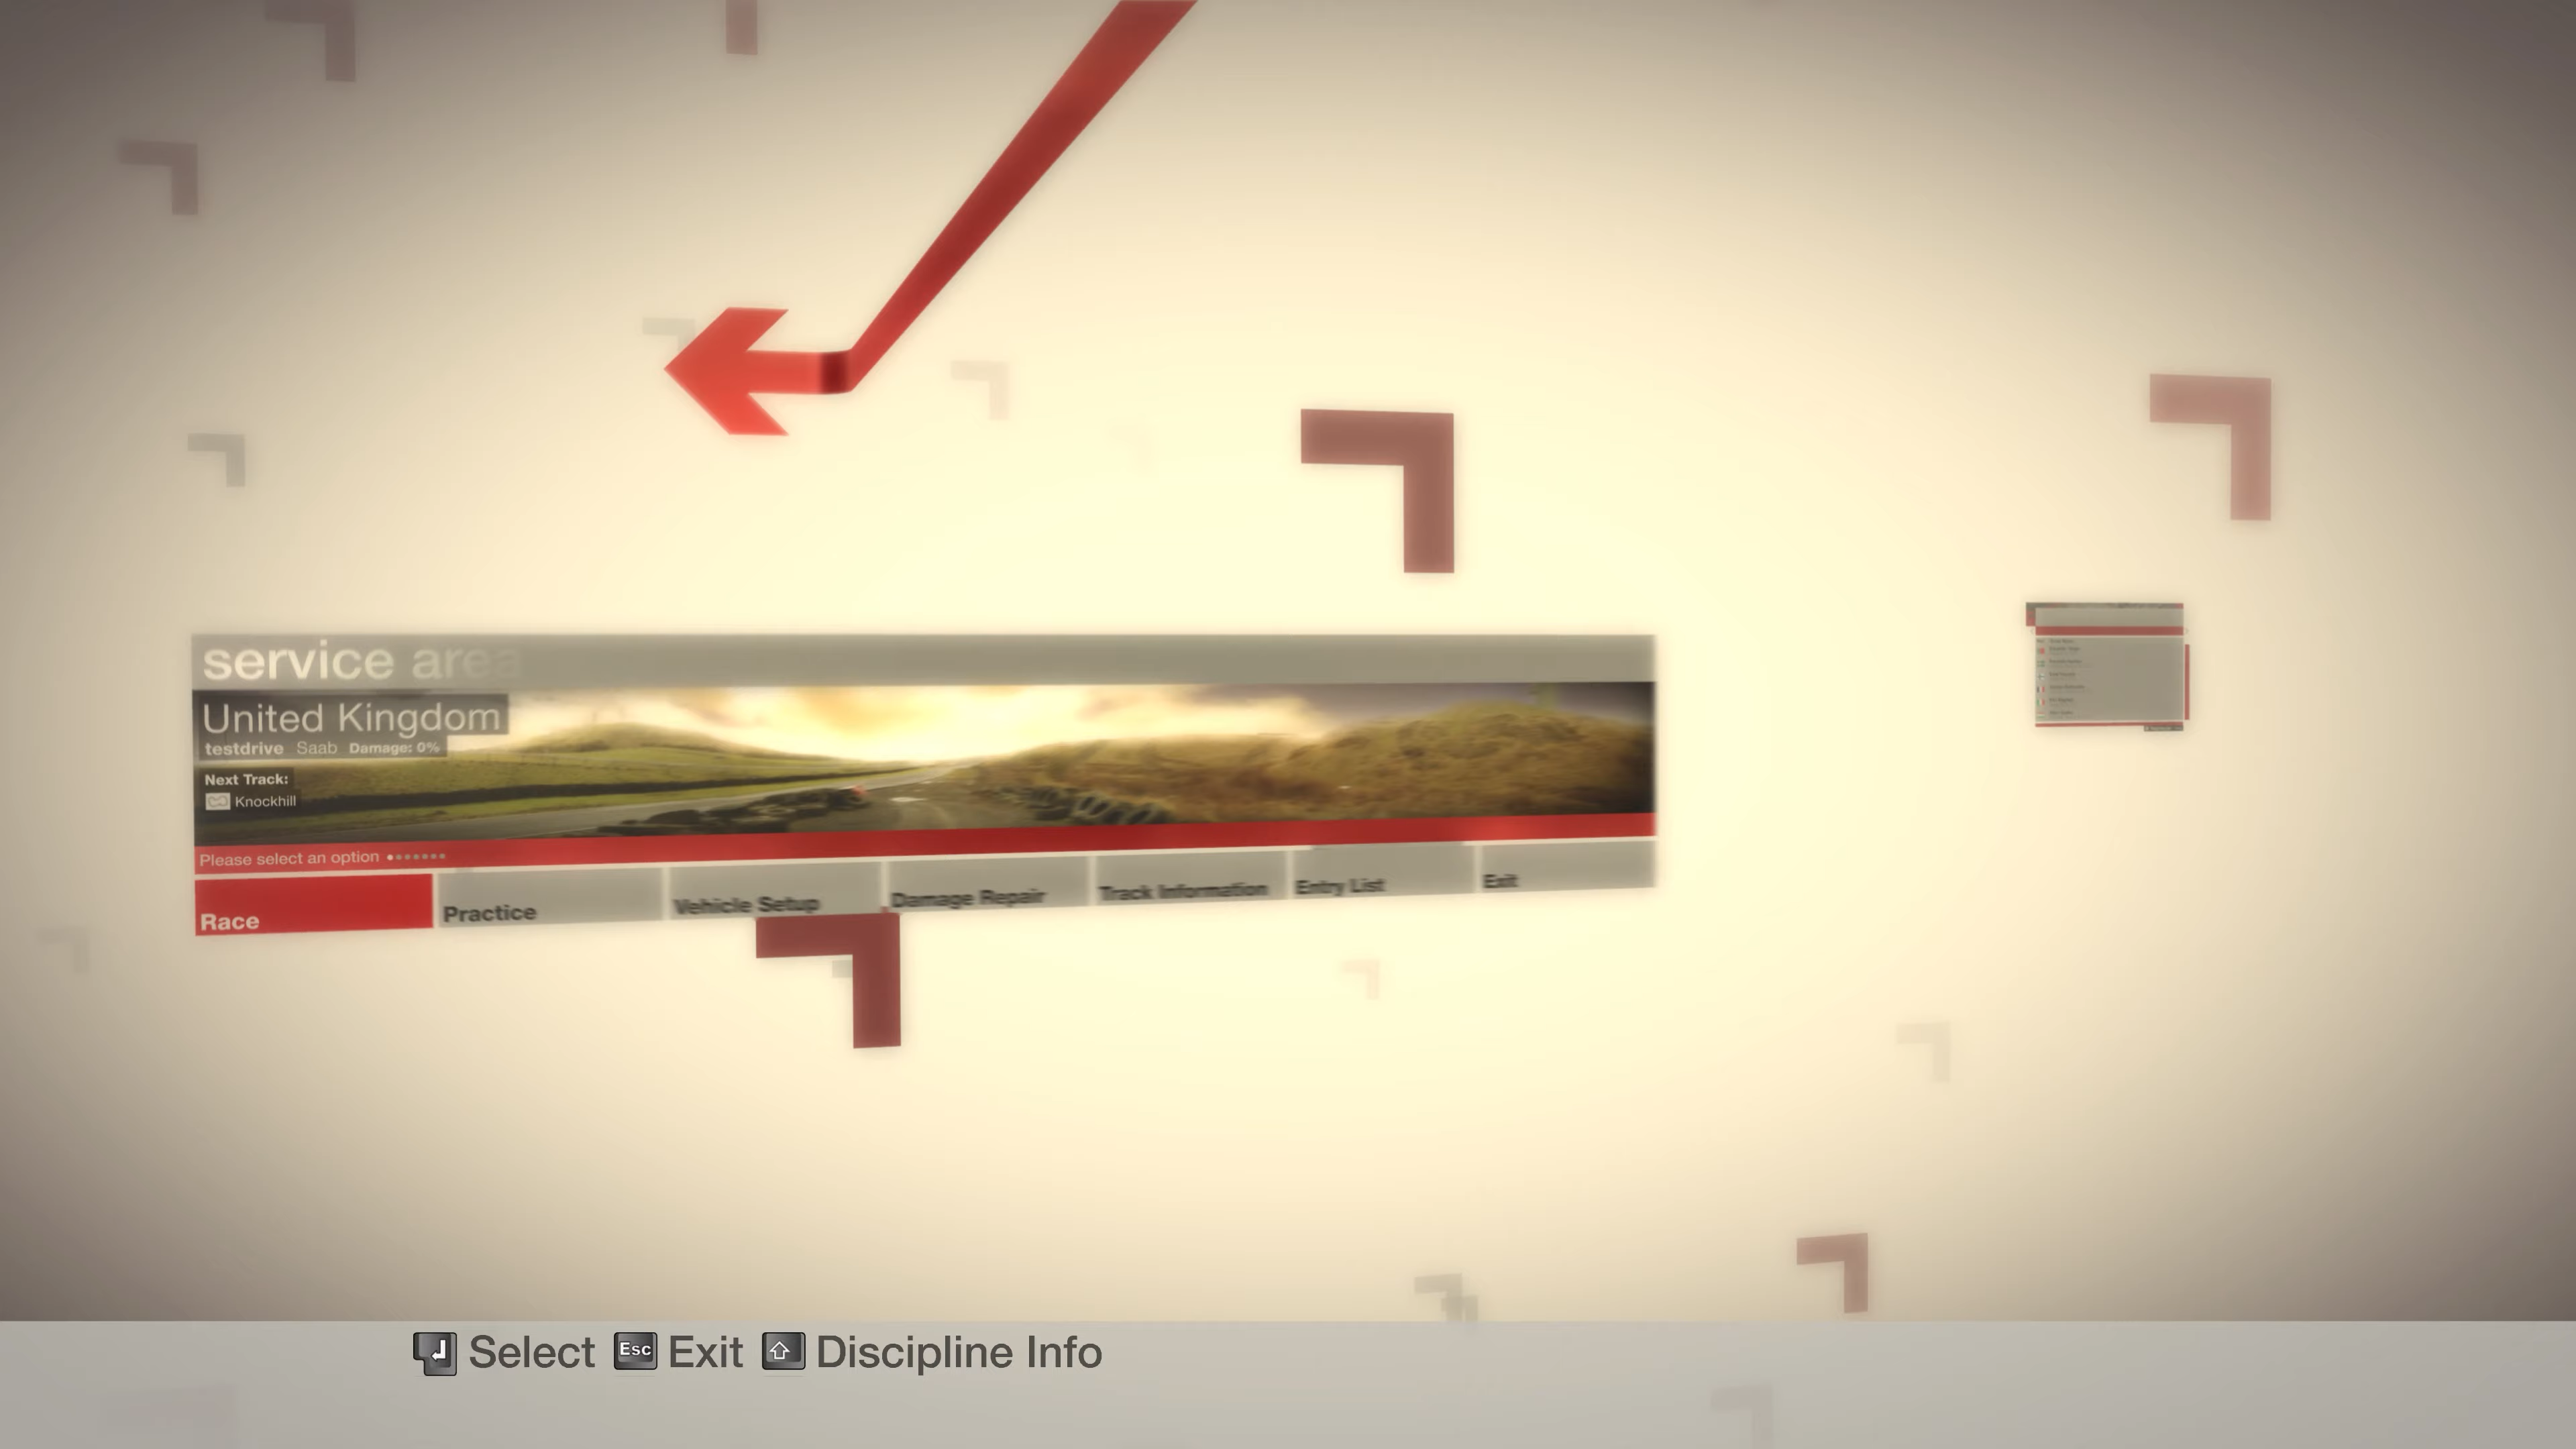 service area
United Kingdom
testdrive Saab Damage: 0%
Next Track:
Knockhill
Please select an option
Race Practice Vehicle Setup Damage Repair Track Information Entry List Exit
Esc
Select Exit Discipline Info